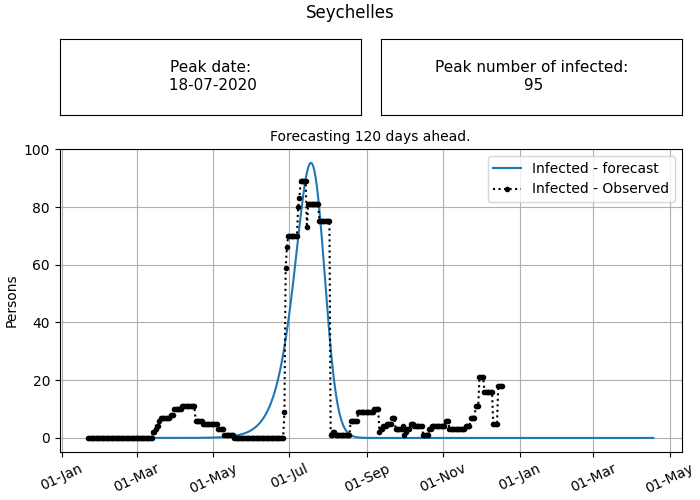 Seychelles
Peak date:
18-07-2020
Peak number of infected:
95
Forecasting 120 days ahead.
Infected - forecast
Infected - Observed
Persons
100
80
60
40
20
0
01-Jan
01-Mar
01-May
01-Jul
01-Sep
01-Nov
01-Jan
01-Mar
01-May